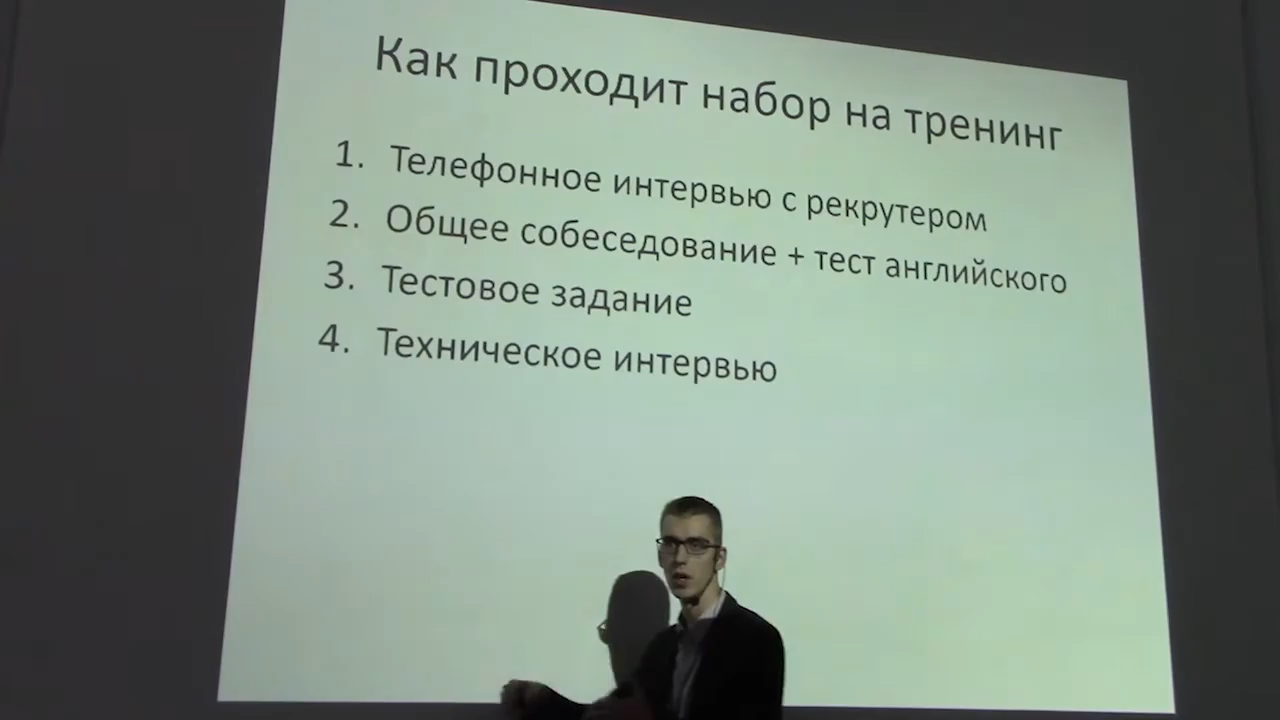 Как проходит набор на тренинг
1. Телефонное интервью с рекрутером
2. Общее собеседование + тест английского
3. Тестовое задание
4. Техническое интервью